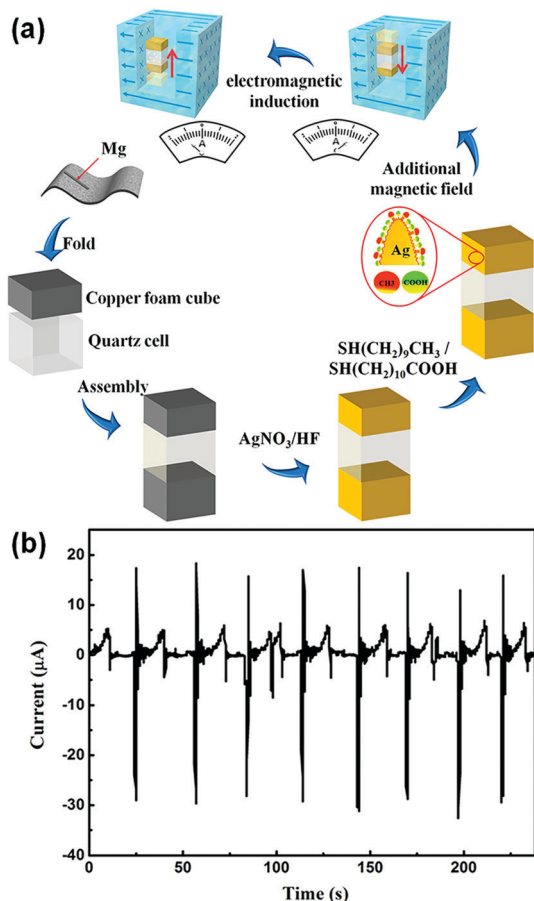 (a)
electromagnetic
induction
A
A
Mg
Additional
magnetic field
Fold
Ag
CH3
COOH
Copper foam cube
Quartz cell
SH(CH₂)₉CH₃ /
SH(CH₂)₁₀COOH
Assembly
AgNO₃/HF
(b)
20
10
0
-10
-20
-30
-40
Current (μA)
0
50
100
150
200
Time (s)